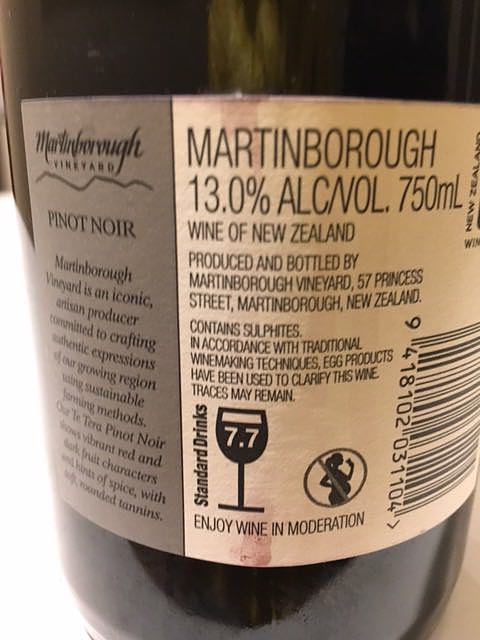 Martinborough
VINEYARD
PINOT NOIR
Martinborough
Vineyard is an iconic,
artisan producer
committed to crafting
authentic expressions
of our growing region
using sustainable
farming methods.
Our Te Tera Pinot Noir
shows vibrant red and
dark fruit characters
and hints of spice, with
soft, rounded tannins.
MARTINBOROUGH
13.0% ALC/VOL. 750mL
WINE OF NEW ZEALAND
PRODUCED AND BOTTLED BY
MARTINBOROUGH VINEYARD, 57 PRINCESS
STREET, MARTINBOROUGH, NEW ZEALAND.
CONTAINS SULPHITES.
IN ACCORDANCE WITH TRADITIONAL
WINEMAKING TECHNIQUES, EGG PRODUCTS
HAVE BEEN USED TO CLARIFY THIS WINE.
TRACES MAY REMAIN.
Standard Drinks
7.7
ENJOY WINE IN MODERATION
9 418102 031104 >
NEW ZEALAND
WIN